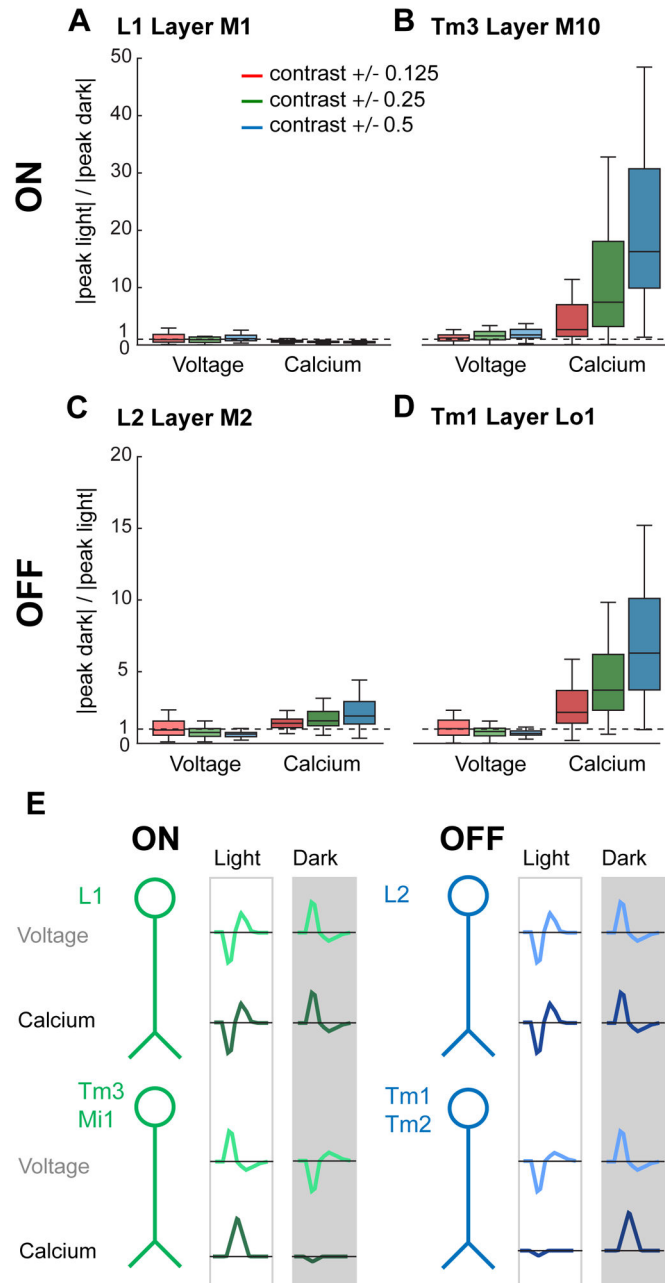 A L1 Layer M1
B Tm3 Layer M10
ON
|peak light| / |peak dark|
50
40
30
20
10
1
0
contrast +/- 0.125
contrast +/- 0.25
contrast +/- 0.5
Voltage Calcium
Voltage Calcium
C L2 Layer M2
D Tm1 Layer Lo1
OFF
|peak dark| / |peak light|
20
15
10
5
1
0
Voltage Calcium
Voltage Calcium
E
ON OFF
Light Dark
Light Dark
L1
Voltage
Calcium
L2
Tm3
Mi1
Voltage
Calcium
Tm1
Tm2